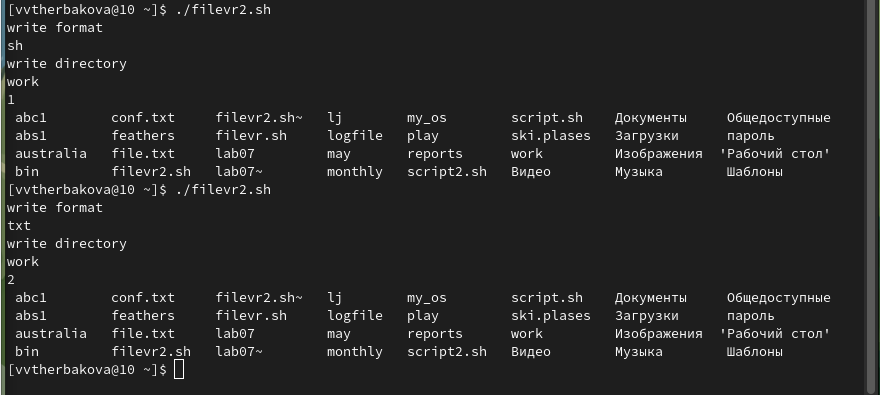 [vvtherbakova@10 ~]$ ./filevr2.sh
write format
sh
write directory
work
1
abc1 conf.txt filevr2.sh~ lj my_os script.sh Документы Общедоступные
abs1 feathers filevr.sh logfile play ski.plases Загрузки пароль
australia file.txt lab07 may reports work Изображения 'Рабочий стол'
bin filevr2.sh lab07~ monthly script2.sh Видео Музыка Шаблоны
[vvtherbakova@10 ~]$ ./filevr2.sh
write format
txt
write directory
work
2
abc1 conf.txt filevr2.sh~ lj my_os script.sh Документы Общедоступные
abs1 feathers filevr.sh logfile play ski.plases Загрузки пароль
australia file.txt lab07 may reports work Изображения 'Рабочий стол'
bin filevr2.sh lab07~ monthly script2.sh Видео Музыка Шаблоны
[vvtherbakova@10 ~]$